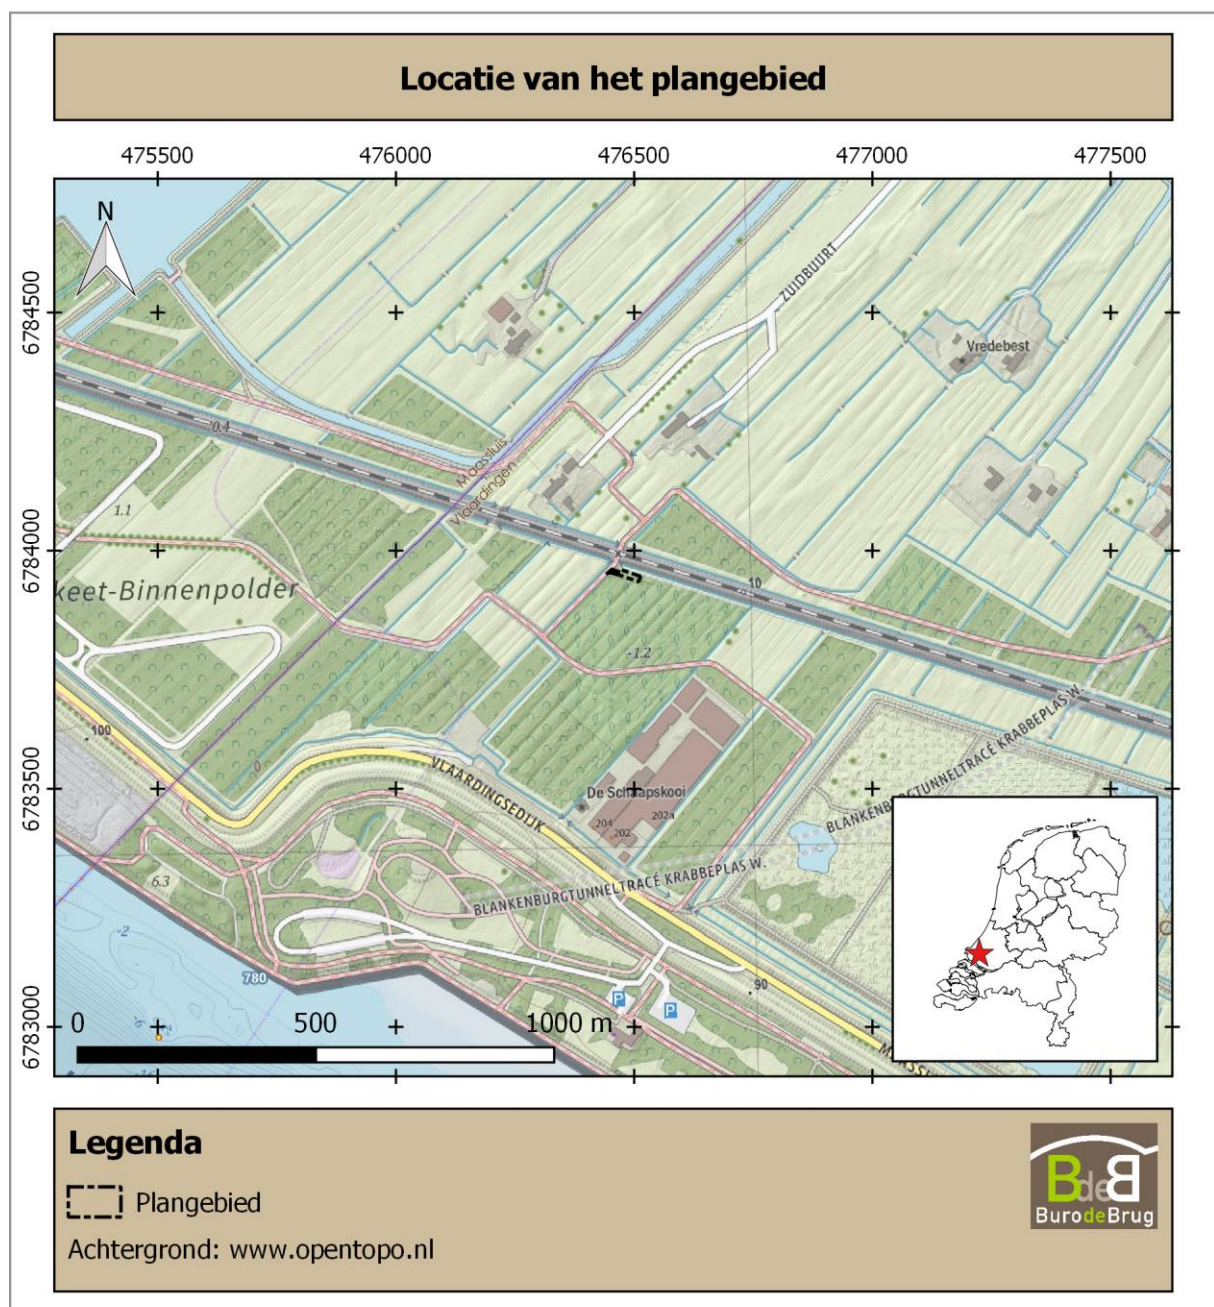 Locatie van het plangebied
475500 476000 476500 477000 477500
N
6784500
6784000
6783500
6783000
ZUIDBUURT
Vredebest
0.4
Maassluis
Vlaardingen
1.1
10
keet-Binnenpolder
-1.2
100
0
VLAARDINGSEDIJK
De Schaapskooi
204
202
202a
BLANKENBURGTUNNELTRACÉ KRABBEPLAS W.
BLANKENBURGTUNNELTRACÉ KRABBEPLAS W.
6.3
-2
780
90
P
P
-6
0 500 1000 m
Legenda
Plangebied
Achtergrond: www.opentopo.nl
BdeB
BurodeBrug